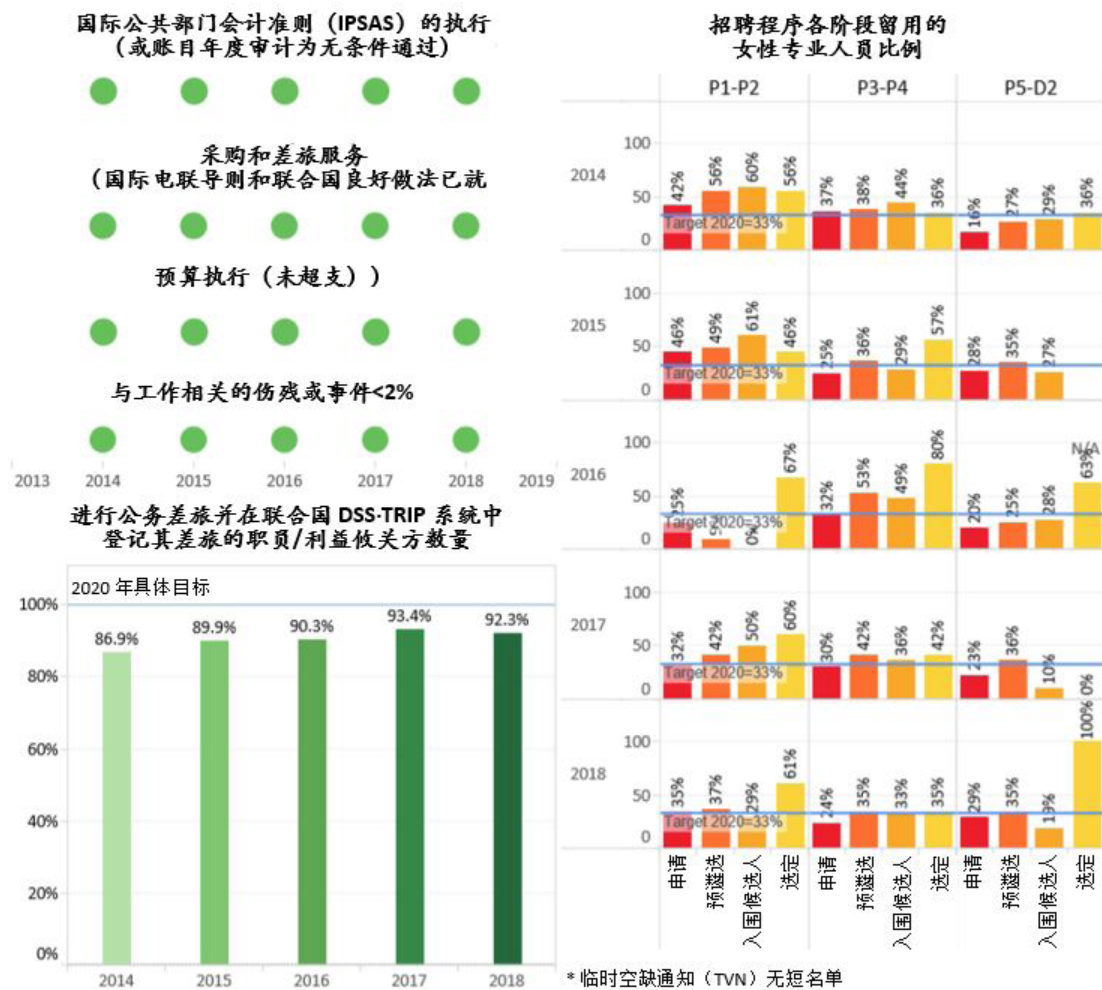 国际公共部门会计准则（IPSAS）的执行
（或账目年度审计为无条件通过）
采购和差旅服务
（国际电联导则和联合国良好做法已就
预算执行（未超支））
与工作相关的伤残或事件<2%
2013 2014 2015 2016 2017 2018 2019
进行公务差旅并在联合国 DSS-TRIP 系统中
登记其差旅的职员/利益攸关方数量
2020 年具体目标
100%
86.9% 89.9% 90.3% 93.4% 92.3%
80%
60%
40%
20%
0%
2014 2015 2016 2017 2018
招聘程序各阶段留用的
女性专业人员比例
P1-P2 P3-P4 P5-D2
2014
100
50
0
42% 56% 60% 56% 37% 38% 44% 36% 16% 27% 29% 36%
Target 2020=33%
2015
100
50
0
46% 49% 61% 46% 25% 36% 29% 57% 28% 35% 27%
Target 2020=33%
N/A
2016
100
50
0
25% 9% 0% 67% 32% 53% 49% 80% 20% 25% 28% 63%
Target 2020=33%
2017
100
50
0
32% 42% 50% 60% 30% 42% 36% 42% 23% 36% 10% 0%
Target 2020=33%
2018
100
50
0
35% 37% 29% 61% 24% 35% 33% 35% 29% 35% 19% 100%
Target 2020=33%
申请 预遴选 入围候选人 选定 申请 预遴选 入围候选人 选定 申请 预遴选 入围候选人 选定
* 临时空缺通知（TVN）无短名单